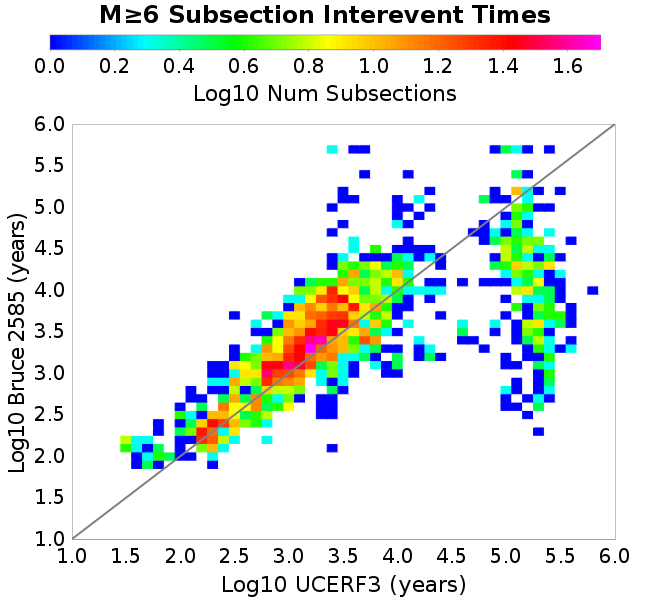 M≥6 Subsection Interevent Times
0.0 0.2 0.4 0.6 0.8 1.0 1.2 1.4 1.6
Log10 Num Subsections
Log10 Bruce 2585 (years)
6.0
5.5
5.0
4.5
4.0
3.5
3.0
2.5
2.0
1.5
1.0
1.0 1.5 2.0 2.5 3.0 3.5 4.0 4.5 5.0 5.5 6.0
Log10 UCERF3 (years)